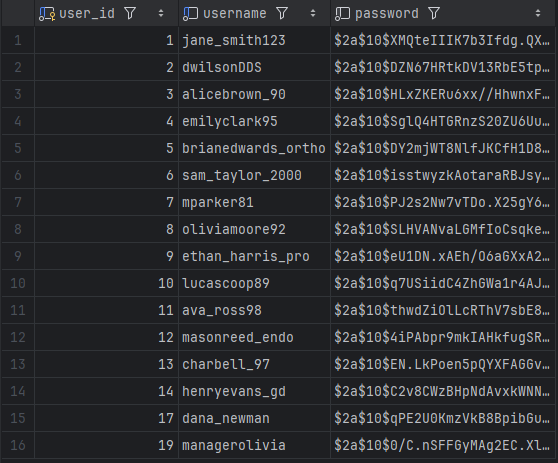 user_id username password
1 1 jane_smith123 $2a$10$XMQteIIIK7b3Ifdg.QX…
2 2 dwilsonDDS $2a$10$DZN67HRtkDV13RbE5tp…
3 3 alicebrown_90 $2a$10$HLxZKERu6xx//HhwnxF…
4 4 emilyclark95 $2a$10$SglQ4HTGRnzS20ZU6Uu…
5 5 brianedwards_ortho $2a$10$DY2mjWT8NlfJKCfH1D8…
6 6 sam_taylor_2000 $2a$10$isstwyzkAotaraRBJsy…
7 7 mparker81 $2a$10$PJ2s2Nw7vTDo.X25gY6…
8 8 oliviamoore92 $2a$10$SLHVANvaLGMfIoCsqke…
9 9 ethan_harris_pro $2a$10$eU1DN.xAEh/O6aGXxA2…
10 10 lucascoop89 $2a$10$q7USiidC4ZhGWa1r4AJ…
11 11 ava_ross98 $2a$10$thwdZiOlLcRThV7sbE8…
12 12 masonreed_endo $2a$10$4iPAbpr9mkIAHkfugSR…
13 13 charbell_97 $2a$10$EN.LkPoen5pQYXFAGGv…
14 14 henryevans_gd $2a$10$C2v8CWzBHpNdAvxkWNN…
15 17 dana_newman $2a$10$qPE2U0KmzVkB8BpibGu…
16 19 managerolivia $2a$10$0/C.nSFFGyMAg2EC.Xl…